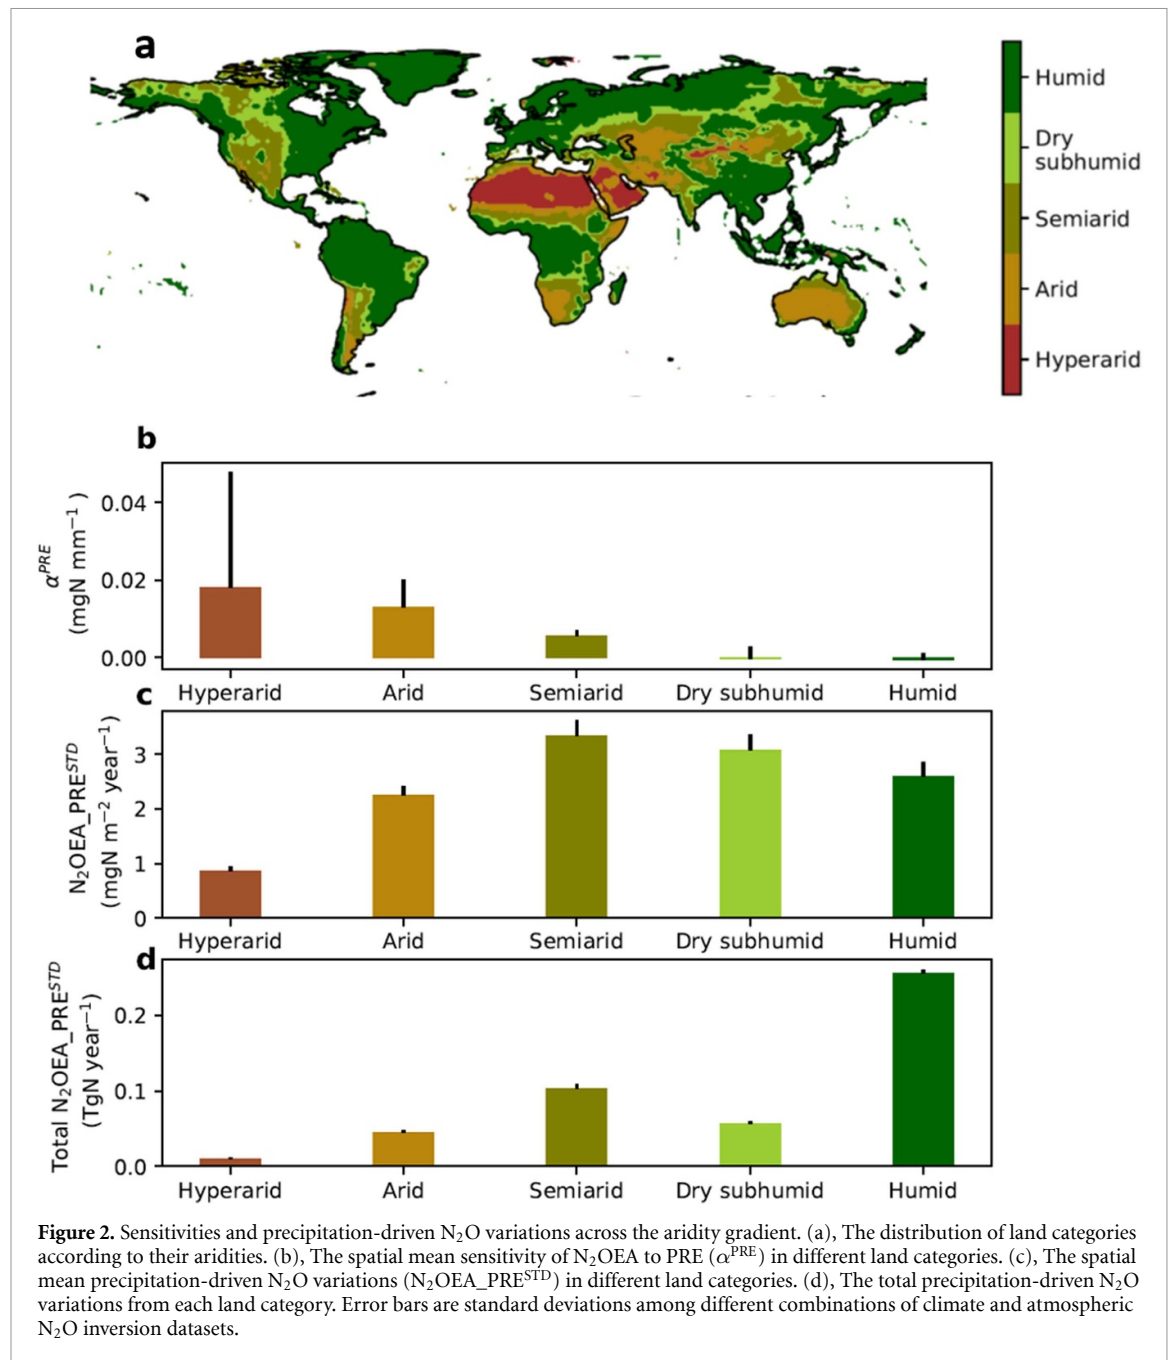 a
Humid
Dry
subhumid
Semiarid
Arid
Hyperarid
b
α^PRE
(mgN mm⁻¹ )
0.04
0.02
0.00
Hyperarid Arid Semiarid Dry subhumid Humid
c
N₂OEA_PRE^STD
(mgN m⁻² year⁻¹)
3
2
1
0
Hyperarid Arid Semiarid Dry subhumid Humid
d
Total N₂OEA_PRE^STD
(TgN year⁻¹)
0.2
0.1
0.0
Hyperarid Arid Semiarid Dry subhumid Humid
Figure 2. Sensitivities and precipitation-driven N₂O variations across the aridity gradient. (a), The distribution of land categories
according to their aridities. (b), The spatial mean sensitivity of N₂OEA to PRE (α^PRE) in different land categories. (c), The spatial
mean precipitation-driven N₂O variations (N₂OEA_PRE^STD) in different land categories. (d), The total precipitation-driven N₂O
variations from each land category. Error bars are standard deviations among different combinations of climate and atmospheric
N₂O inversion datasets.